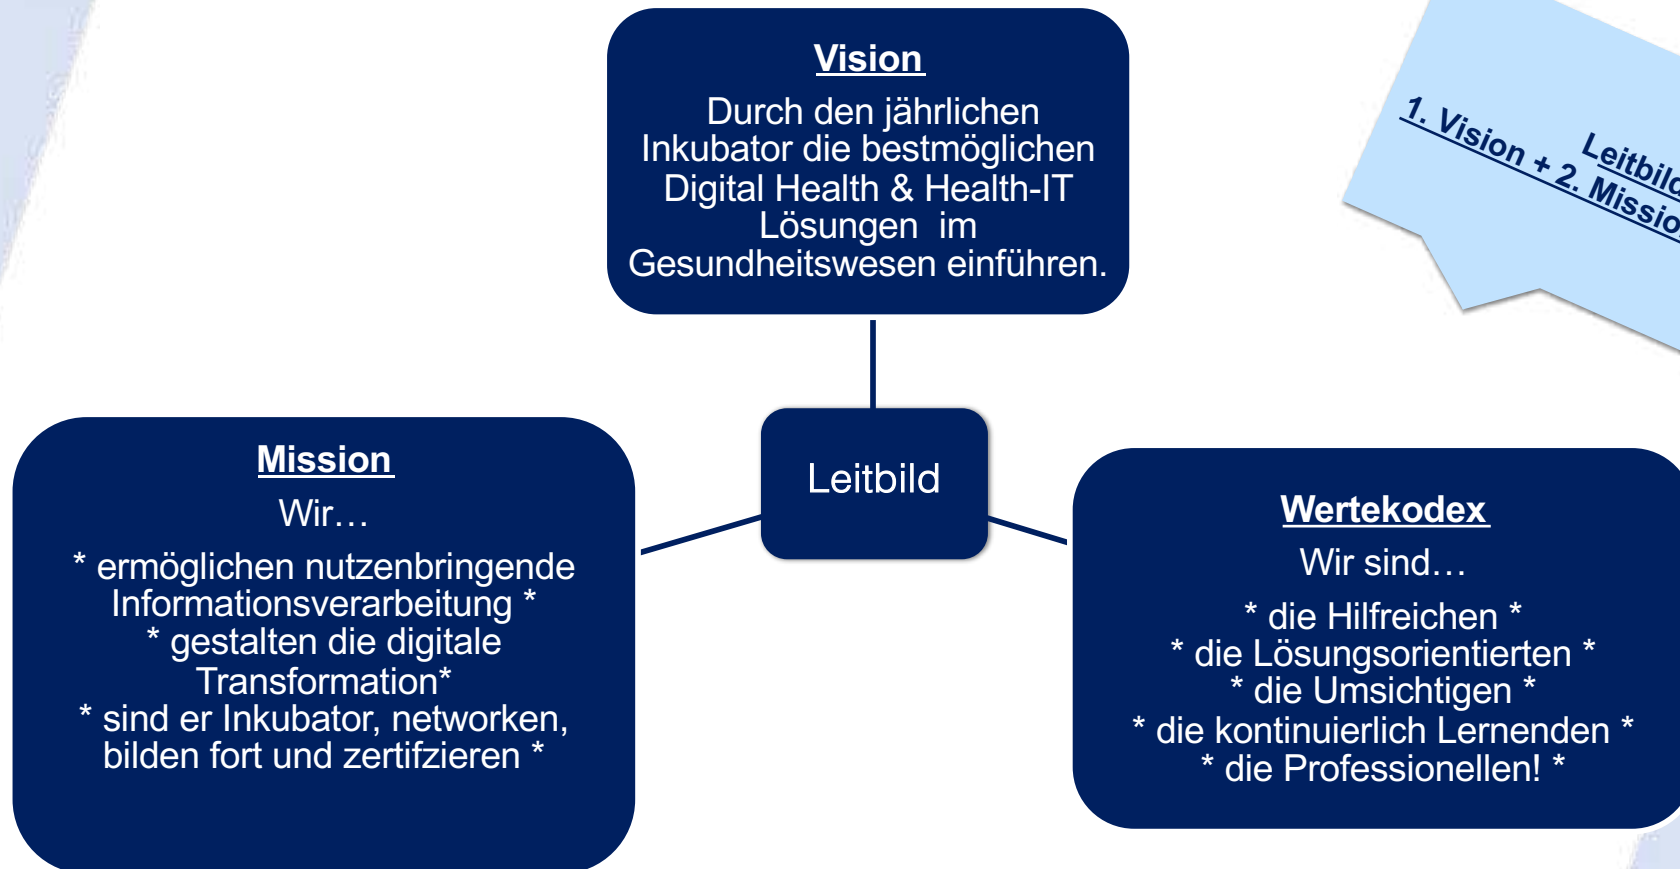 Vision
Durch den jährlichen
Inkubator die bestmöglichen
Digital Health & Health-IT
Lösungen im
Gesundheitswesen einführen.
Leitbild
1. Vision + 2. Mission
Leitbild
Mission
Wir…
* ermöglichen nutzenbringende
Informationsverarbeitung *
* gestalten die digitale
Transformation*
* sind er Inkubator, networken,
bilden fort und zertifzieren *
Wertekodex
Wir sind…
* die Hilfreichen *
* die Lösungsorientierten *
* die Umsichtigen *
* die kontinuierlich Lernenden *
* die Professionellen! *